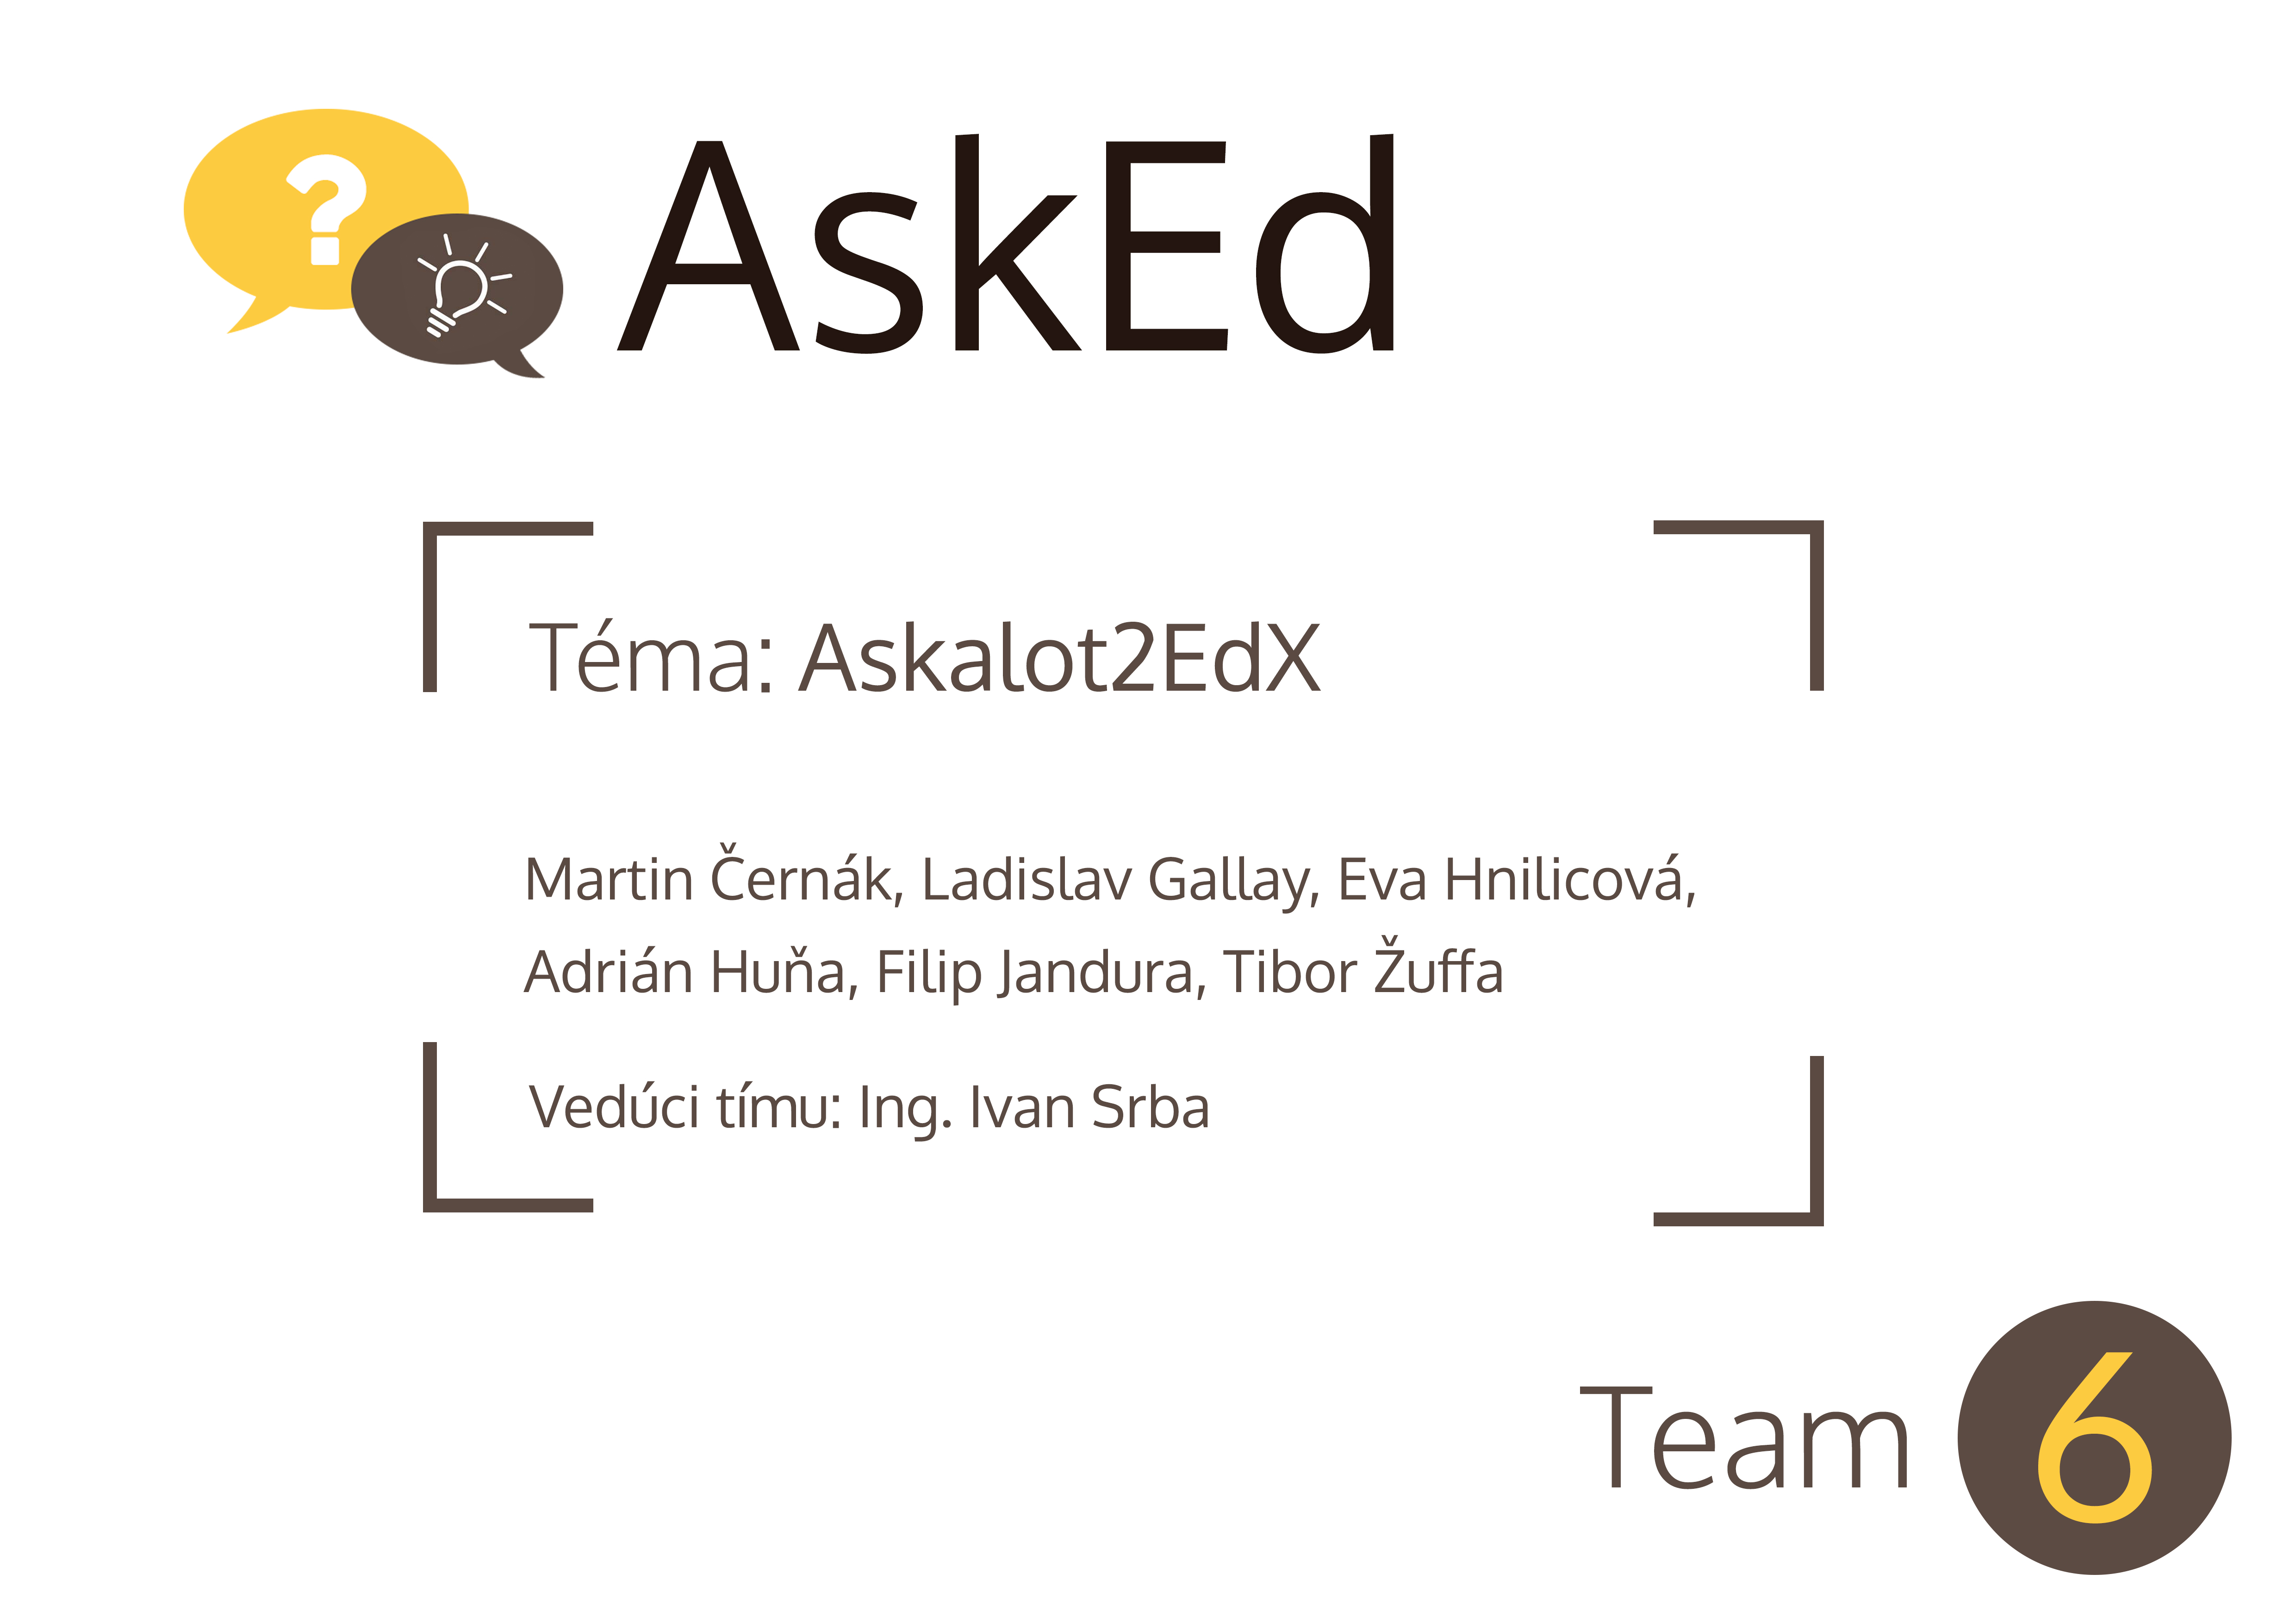 ?
AskEd
Téma: Askalot2EdX
Martin Černák, Ladislav Gallay, Eva Hnilicová,
Adrián Huňa, Filip Jandura, Tibor Žuffa
Vedúci tímu: Ing. Ivan Srba
Team 6